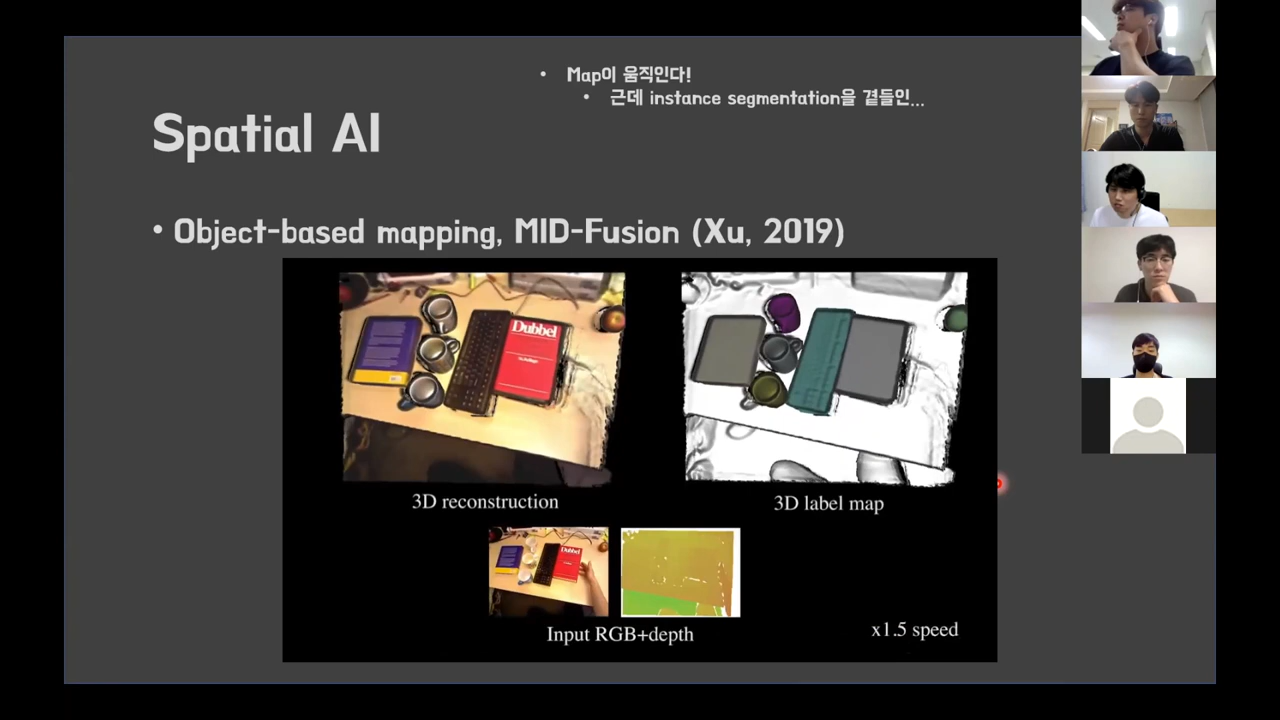 Map이 움직인다!
근데 instance segmentation을 곁들인...
Spatial AI
Object-based mapping, MID-Fusion (Xu, 2019)
Dubbel
3D reconstruction
3D label map
Dubbel
Input RGB+depth
x1.5 speed